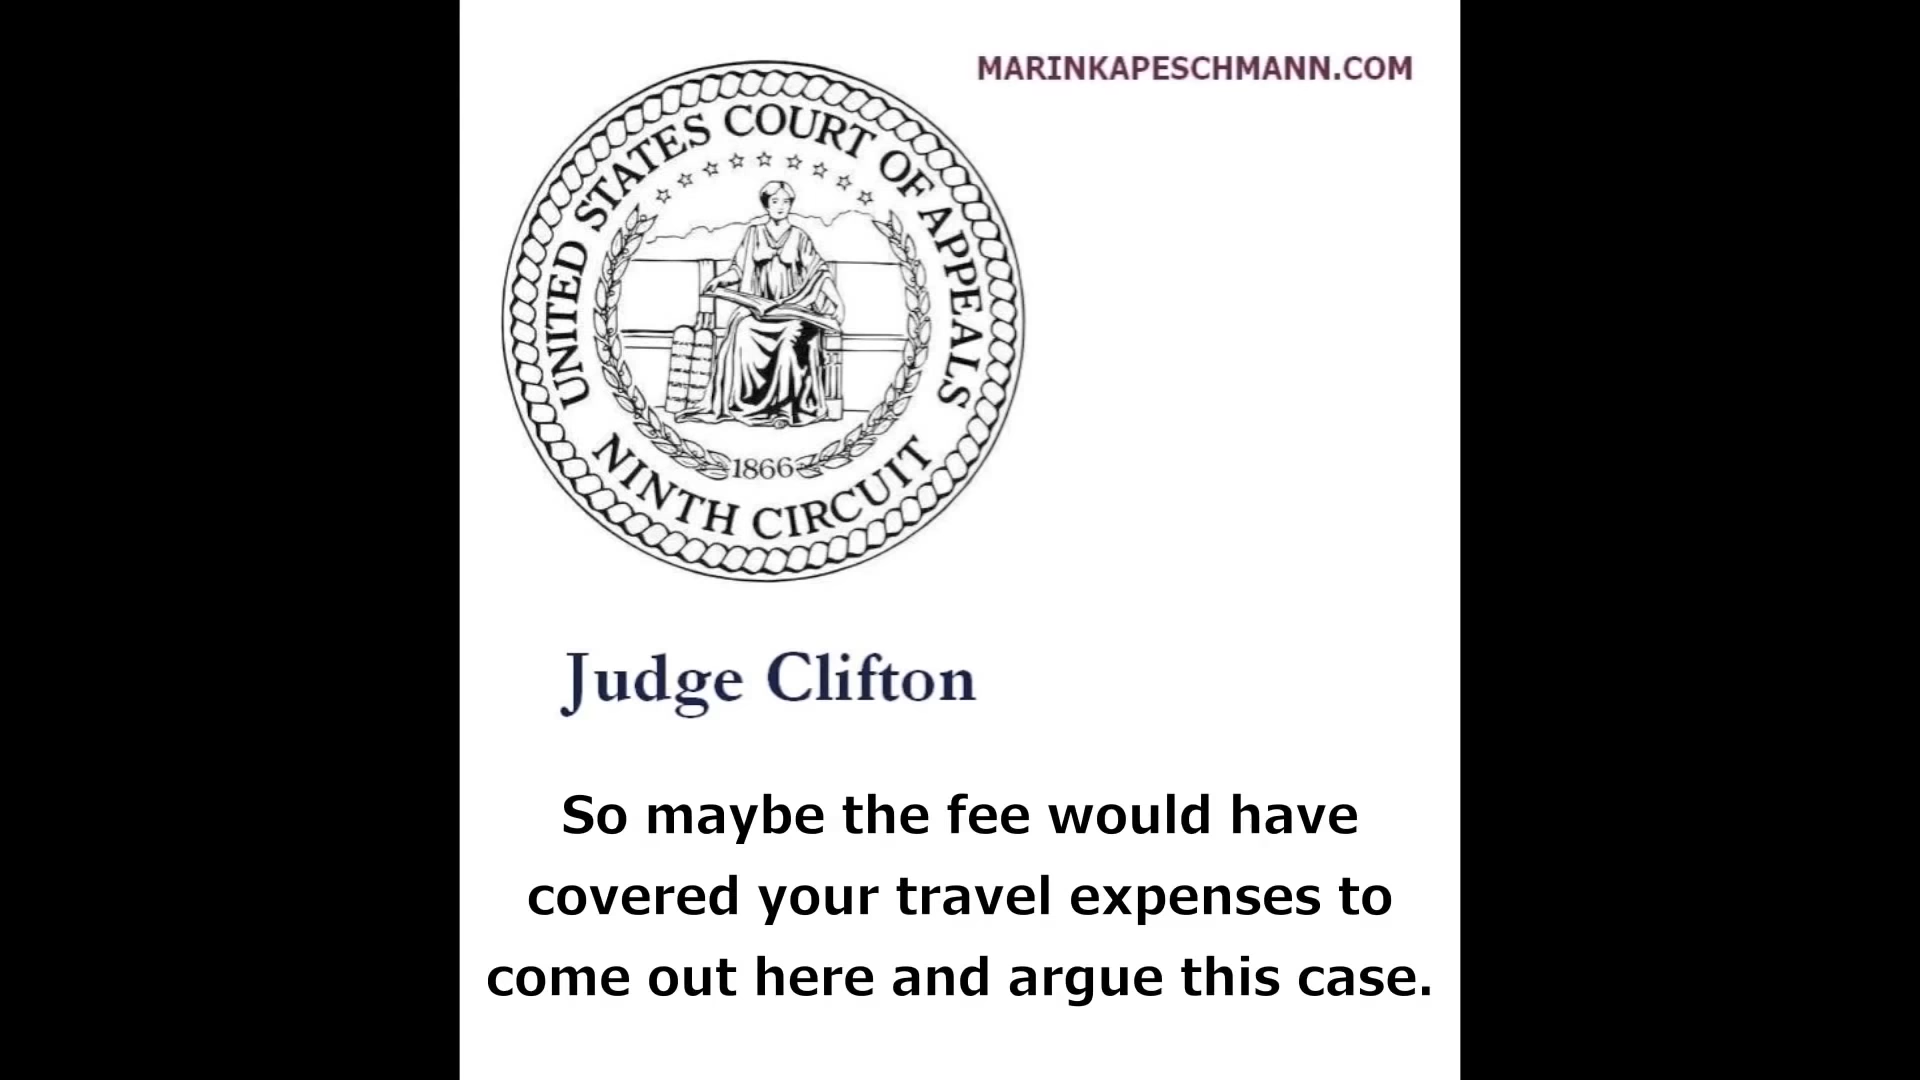 MARINKAPESCHMANN.COM
UNITED STATES COURT OF APPEALS
1866
NINTH CIRCUIT
Judge Clifton
So maybe the fee would have
covered your travel expenses to
come out here and argue this case.